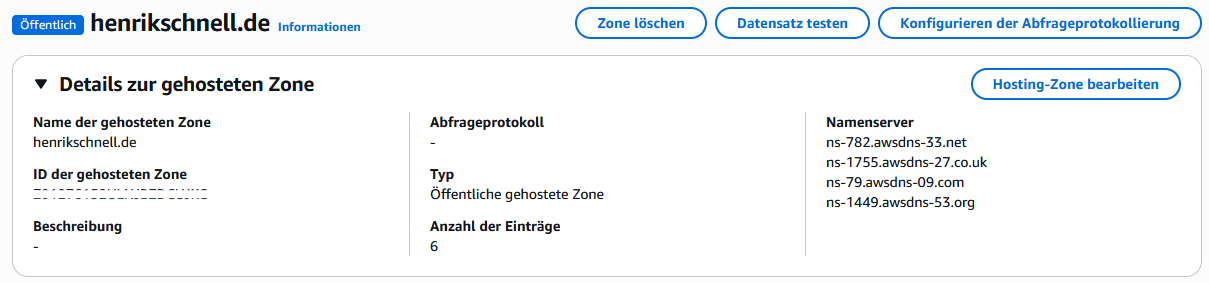 Öffentlich henrikschnell.de Informationen
Zone löschen
Datensatz testen
Konfigurieren der Abfrageprotokollierung
Details zur gehosteten Zone
Hosting-Zone bearbeiten
Name der gehosteten Zone
henrikschnell.de
ID der gehosteten Zone
Beschreibung
-
Abfrageprotokoll
-
Typ
Öffentliche gehostete Zone
Anzahl der Einträge
6
Namenserver
ns-782.awsdns-33.net
ns-1755.awsdns-27.co.uk
ns-79.awsdns-09.com
ns-1449.awsdns-53.org